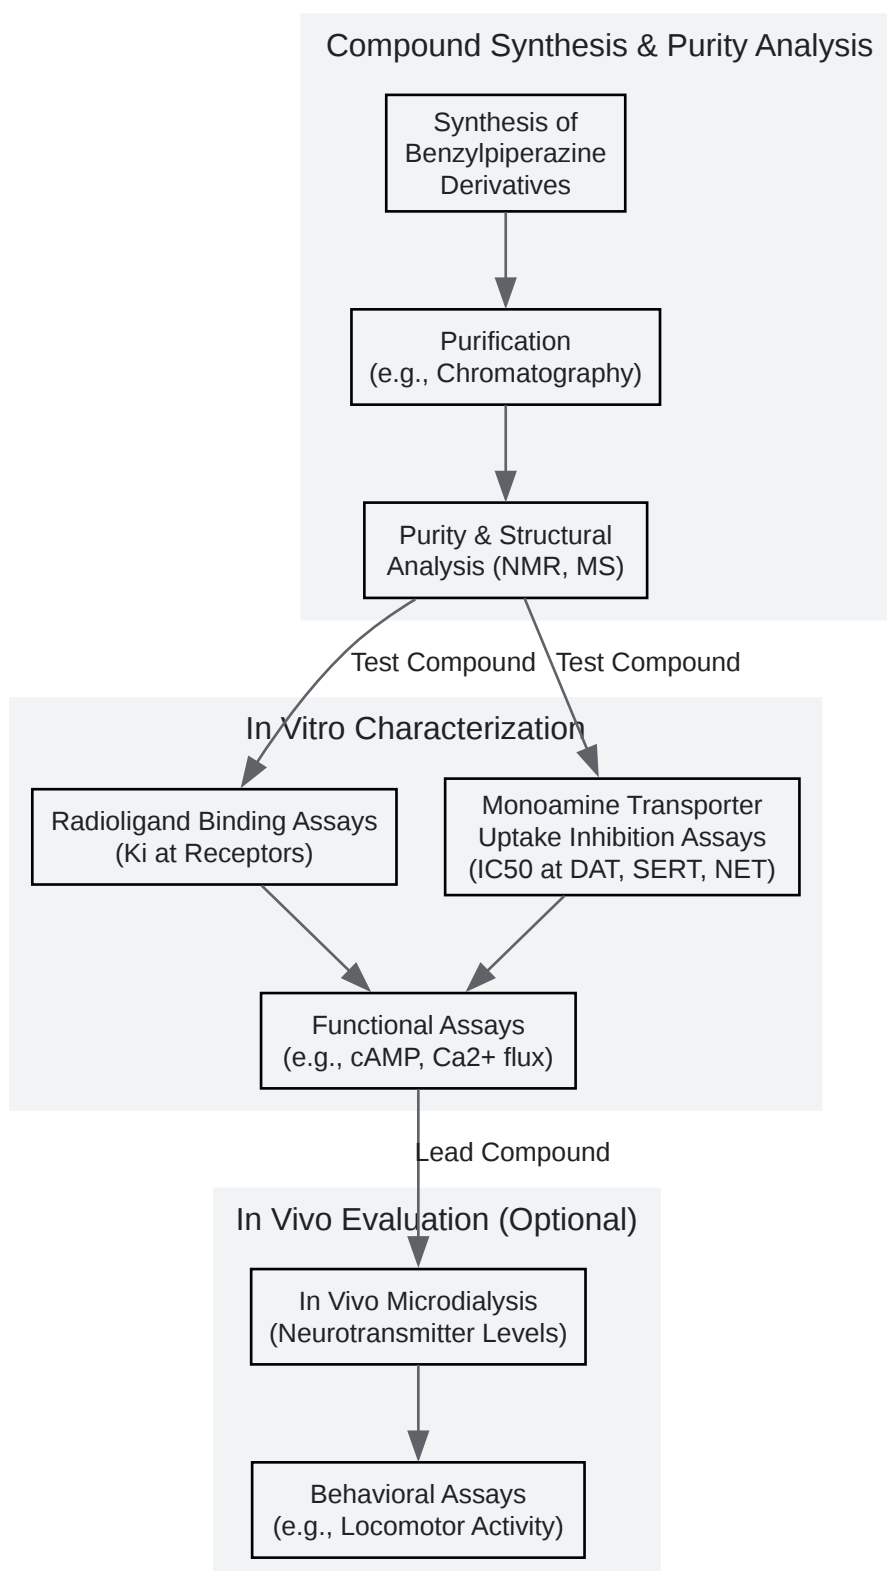 Compound Synthesis & Purity Analysis
Synthesis of
Benzylpiperazine
Derivatives
Purification
(e.g., Chromatography)
Purity & Structural
Analysis (NMR, MS)
Test Compound
Test Compound
In Vitro Characterization
Radioligand Binding Assays
(Ki at Receptors)
Monoamine Transporter
Uptake Inhibition Assays
(IC50 at DAT, SERT, NET)
Functional Assays
(e.g., cAMP, Ca2+ flux)
Lead Compound
In Vivo Evaluation (Optional)
In Vivo Microdialysis
(Neurotransmitter Levels)
Behavioral Assays
(e.g., Locomotor Activity)